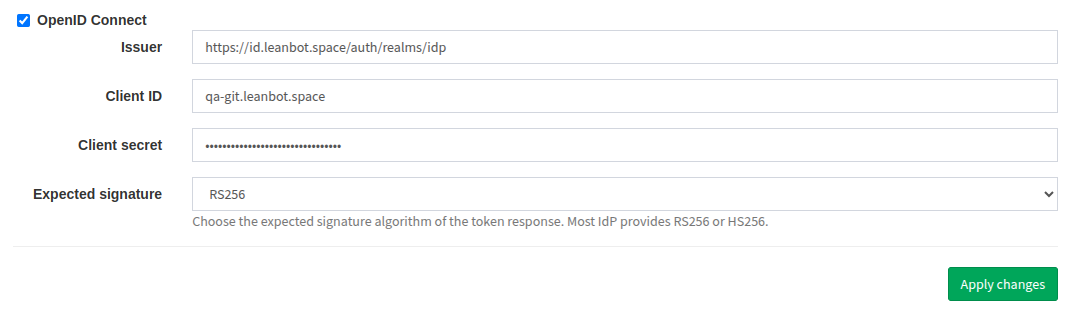 OpenID Connect
Issuer https://id.leanbot.space/auth/realms/idp
Client ID qa-git.leanbot.space
Client secret ••••••••••••••••••••••••••••••••
Expected signature RS256
Choose the expected signature algorithm of the token response. Most IdP provides RS256 or HS256.
Apply changes